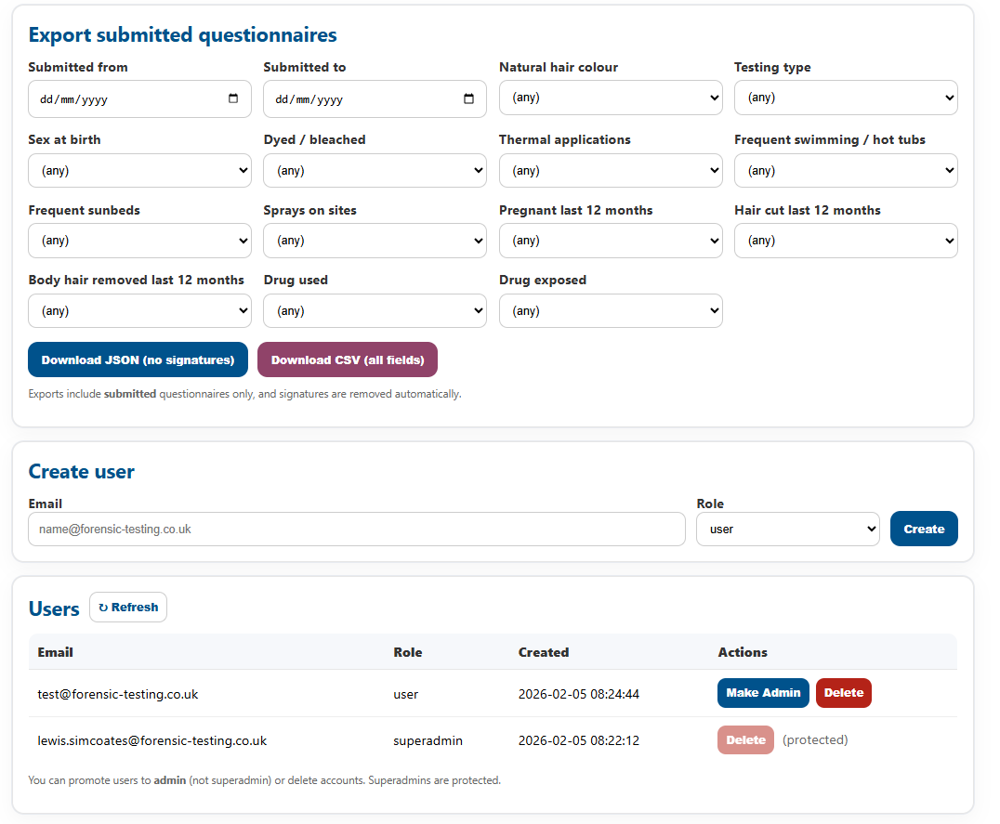 Export submitted questionnaires
Submitted from Submitted to Natural hair colour Testing type
dd/mm/yyyy dd/mm/yyyy (any) (any)
Sex at birth Dyed / bleached Thermal applications Frequent swimming / hot tubs
(any) (any) (any) (any)
Frequent sunbeds Sprays on sites Pregnant last 12 months Hair cut last 12 months
(any) (any) (any) (any)
Body hair removed last 12 months Drug used Drug exposed
(any) (any) (any)
Download JSON (no signatures) Download CSV (all fields)
Exports include submitted questionnaires only, and signatures are removed automatically.
Create user
Email Role
name@forensic-testing.co.uk user Create
Users ↻ Refresh
Email Role Created Actions
test@forensic-testing.co.uk user 2026-02-05 08:24:44 Make Admin Delete
lewis.simcoates@forensic-testing.co.uk superadmin 2026-02-05 08:22:12 Delete (protected)
You can promote users to admin (not superadmin) or delete accounts. Superadmins are protected.